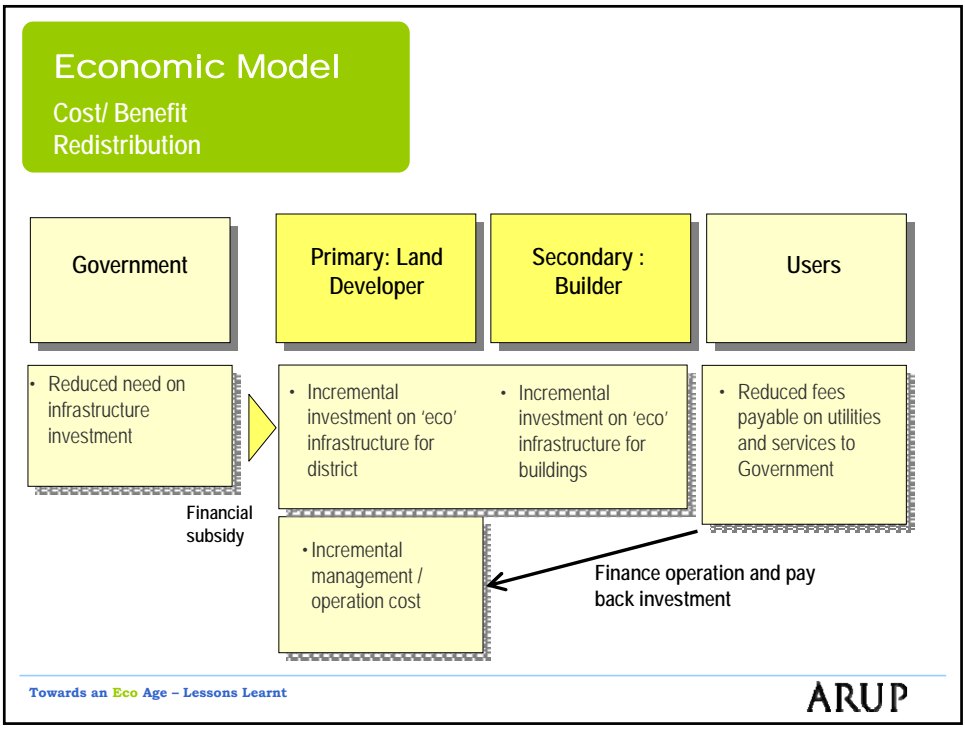 Economic Model
Cost/ Benefit
Redistribution
Government
Primary: Land
Developer
Secondary :
Builder
Users
• Reduced need on
infrastructure
investment
Financial
subsidy
• Incremental
investment on ‘eco’
infrastructure for
district
• Incremental
investment on ‘eco’
infrastructure for
buildings
• Reduced fees
payable on utilities
and services to
Government
• Incremental
management /
operation cost
Finance operation and pay
back investment
Towards an Eco Age – Lessons Learnt
ARUP